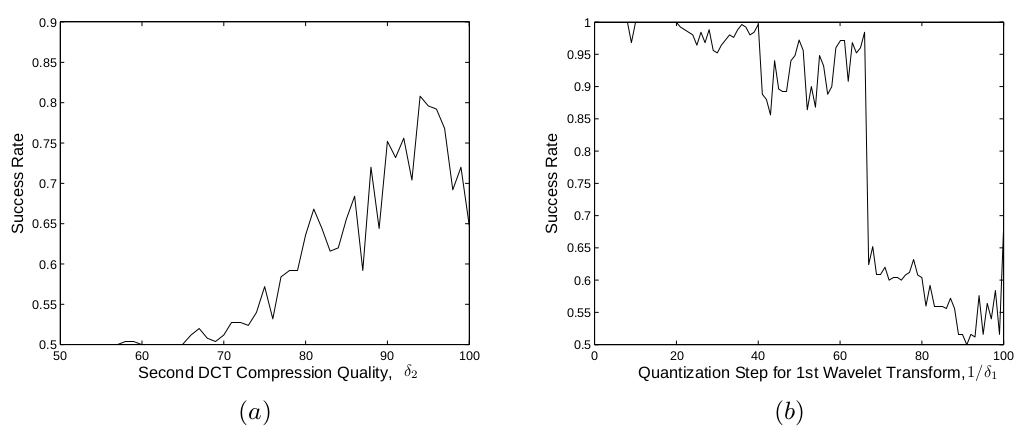 0.9
0.85
0.8
0.75
0.7
0.65
0.6
0.55
0.5
Success Rate
50 60 70 80 90 100
Second DCT Compression Quality, δ₂
(a)
1
0.95
0.9
0.85
0.8
0.75
0.7
0.65
0.6
0.55
0.5
Success Rate
0 20 40 60 80 100
Quantization Step for 1st Wavelet Transform, 1/δ₁
(b)